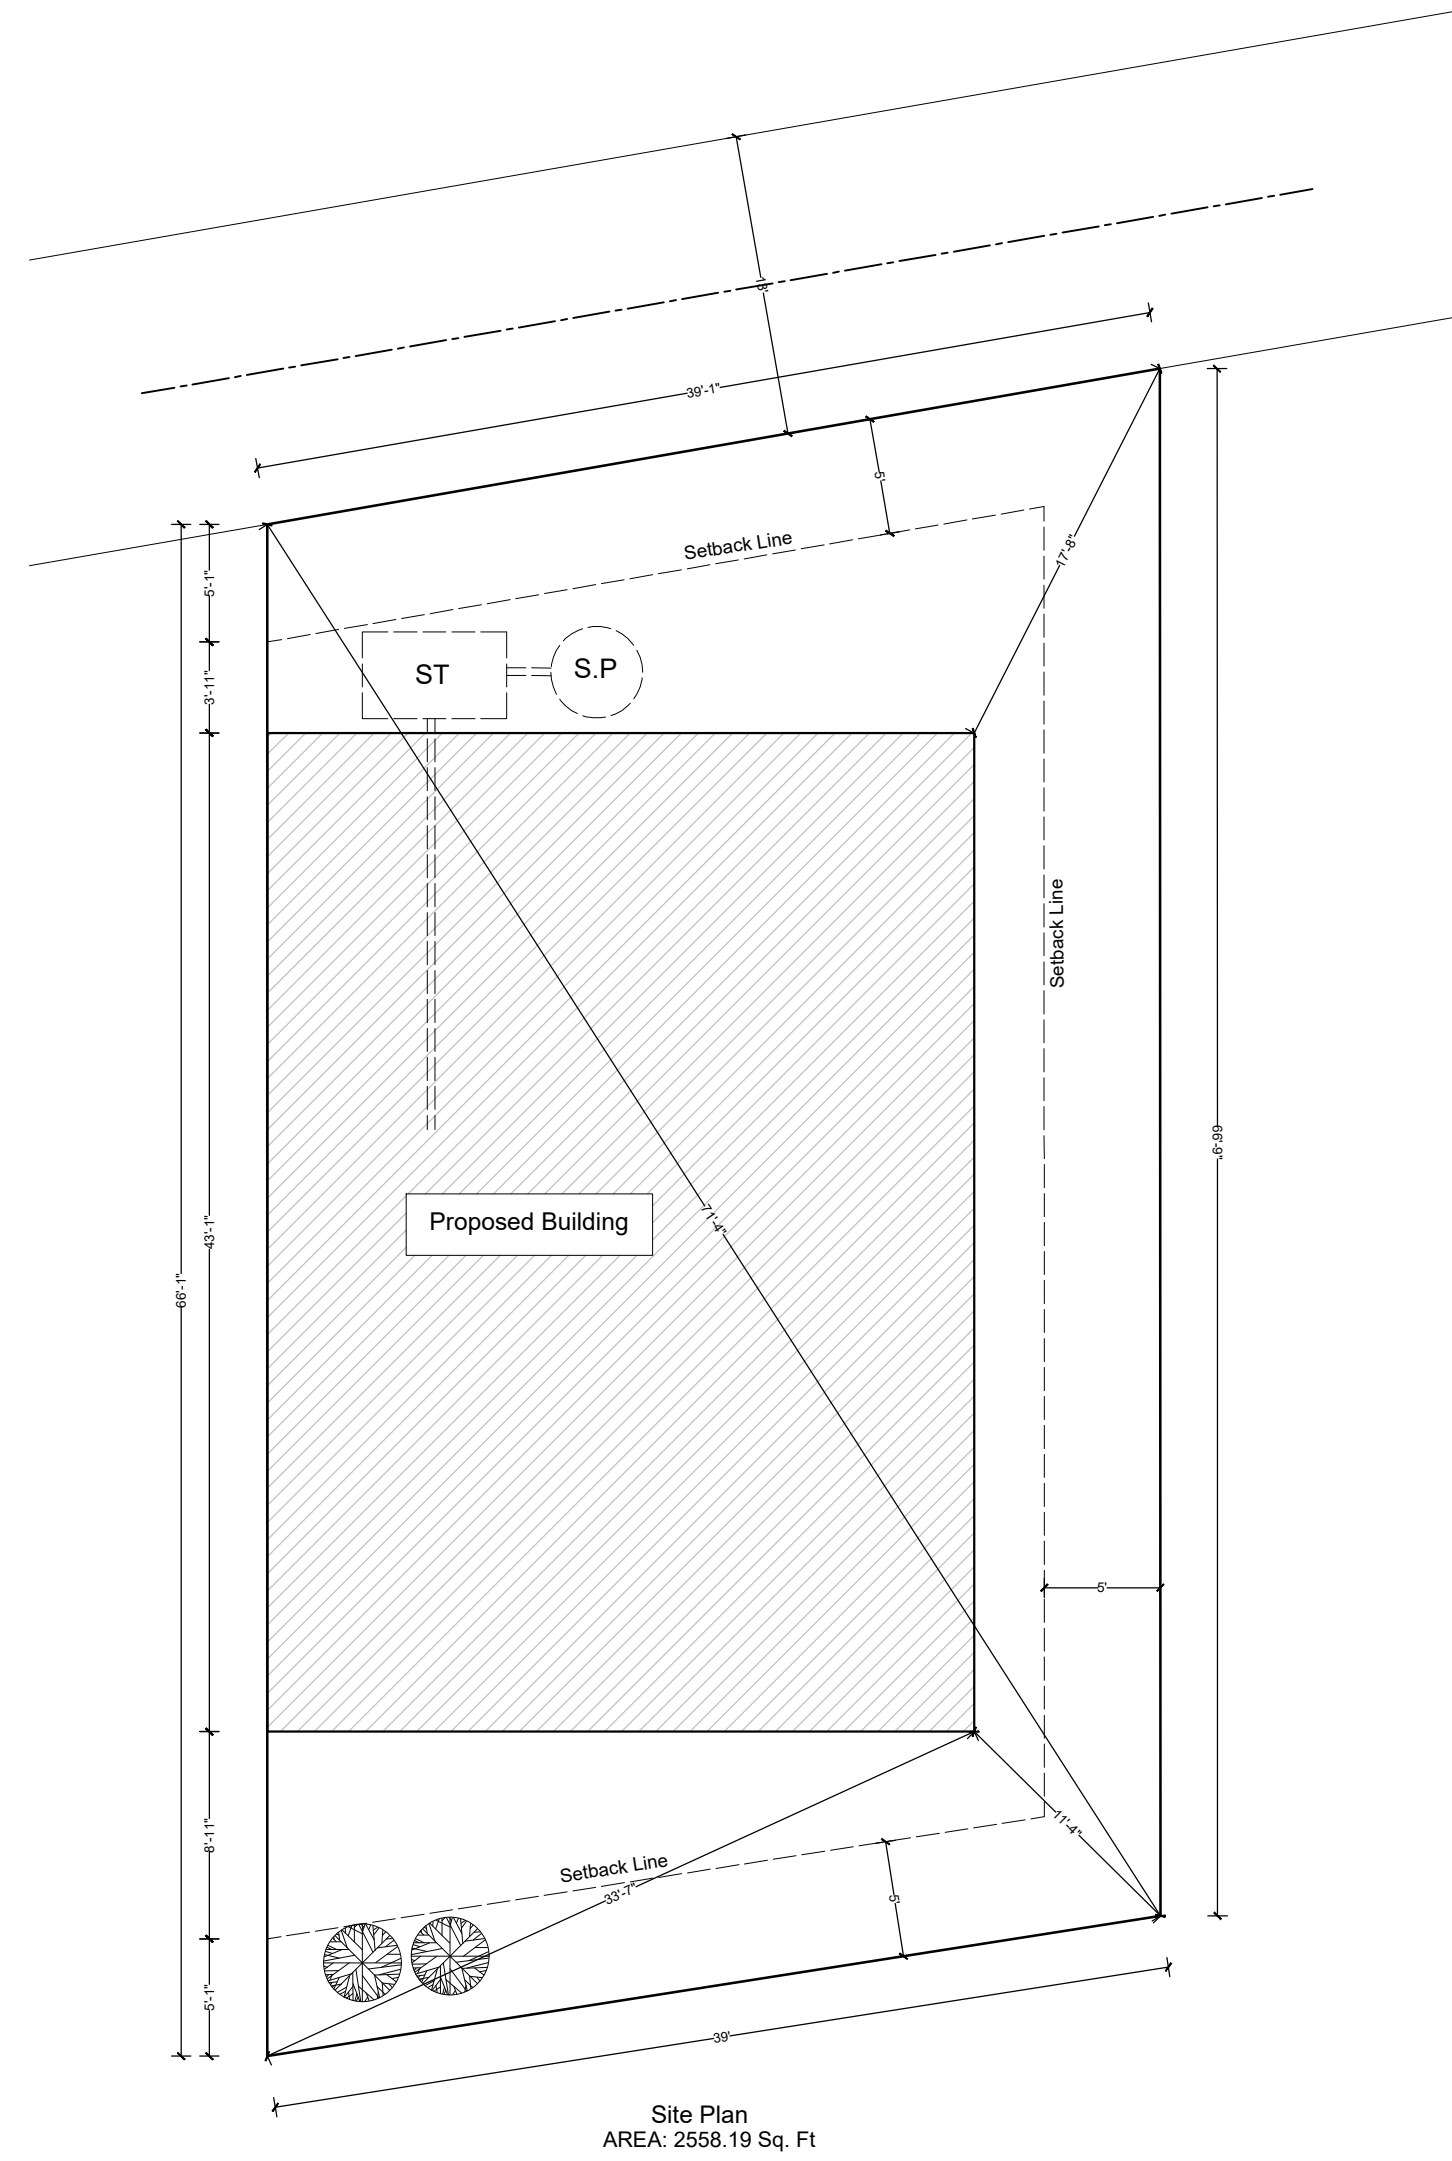 13'
39'-1"
5'
Setback Line
17'-8"
5'-1"
3'-11"
ST
S.P
Setback Line
66'-9"
Proposed Building
71'-4"
43'-1"
66'-1"
5'
8'-11"
11'-4"
Setback Line
33'-7"
5'
5'-1"
39'
Site Plan
AREA: 2558.19 Sq. Ft